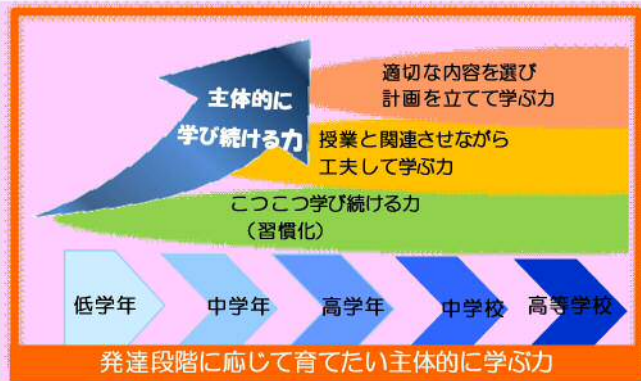 主体的に
学び続ける力
適切な内容を選び
計画を立てて学ぶ力
授業と関連させながら
工夫して学ぶ力
こつこつ学び続ける力
（習慣化）
低学年
中学年
高学年
中学校
高等学校
発達段階に応じて育てたい主体的に学ぶ力